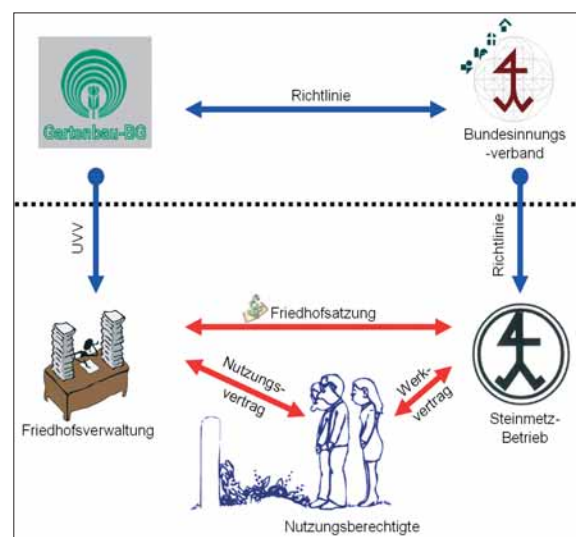 Gartenbau-BG
Richtlinie
Bundesinnungs
-verband
UVV
Richtlinie
Friedhofsatzung
Nutzungs-
vertrag
Werk-
vertrag
Friedhofsverwaltung
Steinmetz-
Betrieb
Nutzungsberechtigte